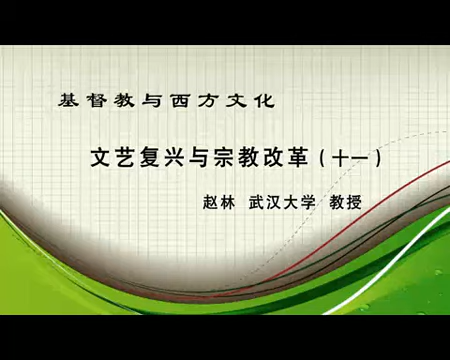 基督教与西方文化
文艺复兴与宗教改革（十一）
赵林 武汉大学 教授